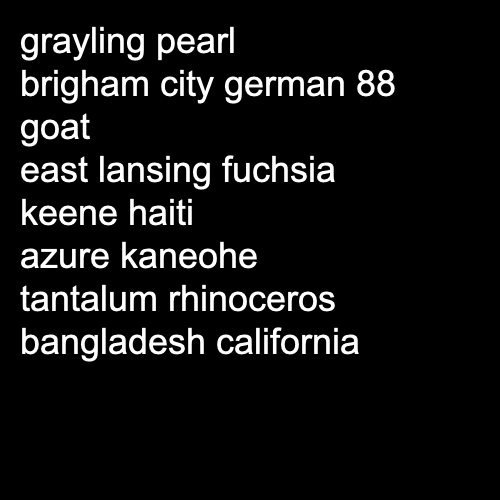 grayling pearl
brigham city german 88
goat
east lansing fuchsia
keene haiti
azure kaneohe
tantalum rhinoceros
bangladesh california